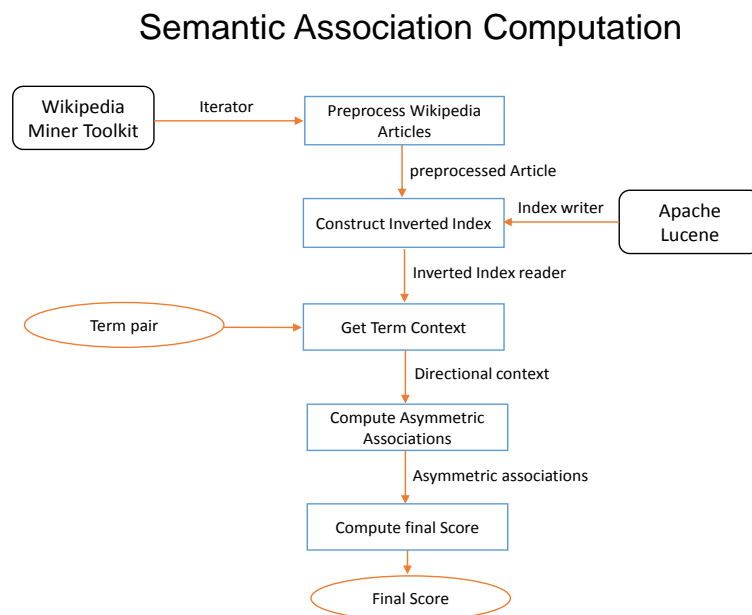 Semantic Association Computation
Wikipedia
Miner Toolkit
Iterator
Preprocess Wikipedia
Articles
preprocessed Article
Construct Inverted Index
Index writer
Apache
Lucene
Inverted Index reader
Term pair
Get Term Context
Directional context
Compute Asymmetric
Associations
Asymmetric associations
Compute final Score
Final Score